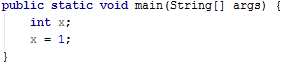 public static void main(String[] args) {
    int x;
    x = 1;
}